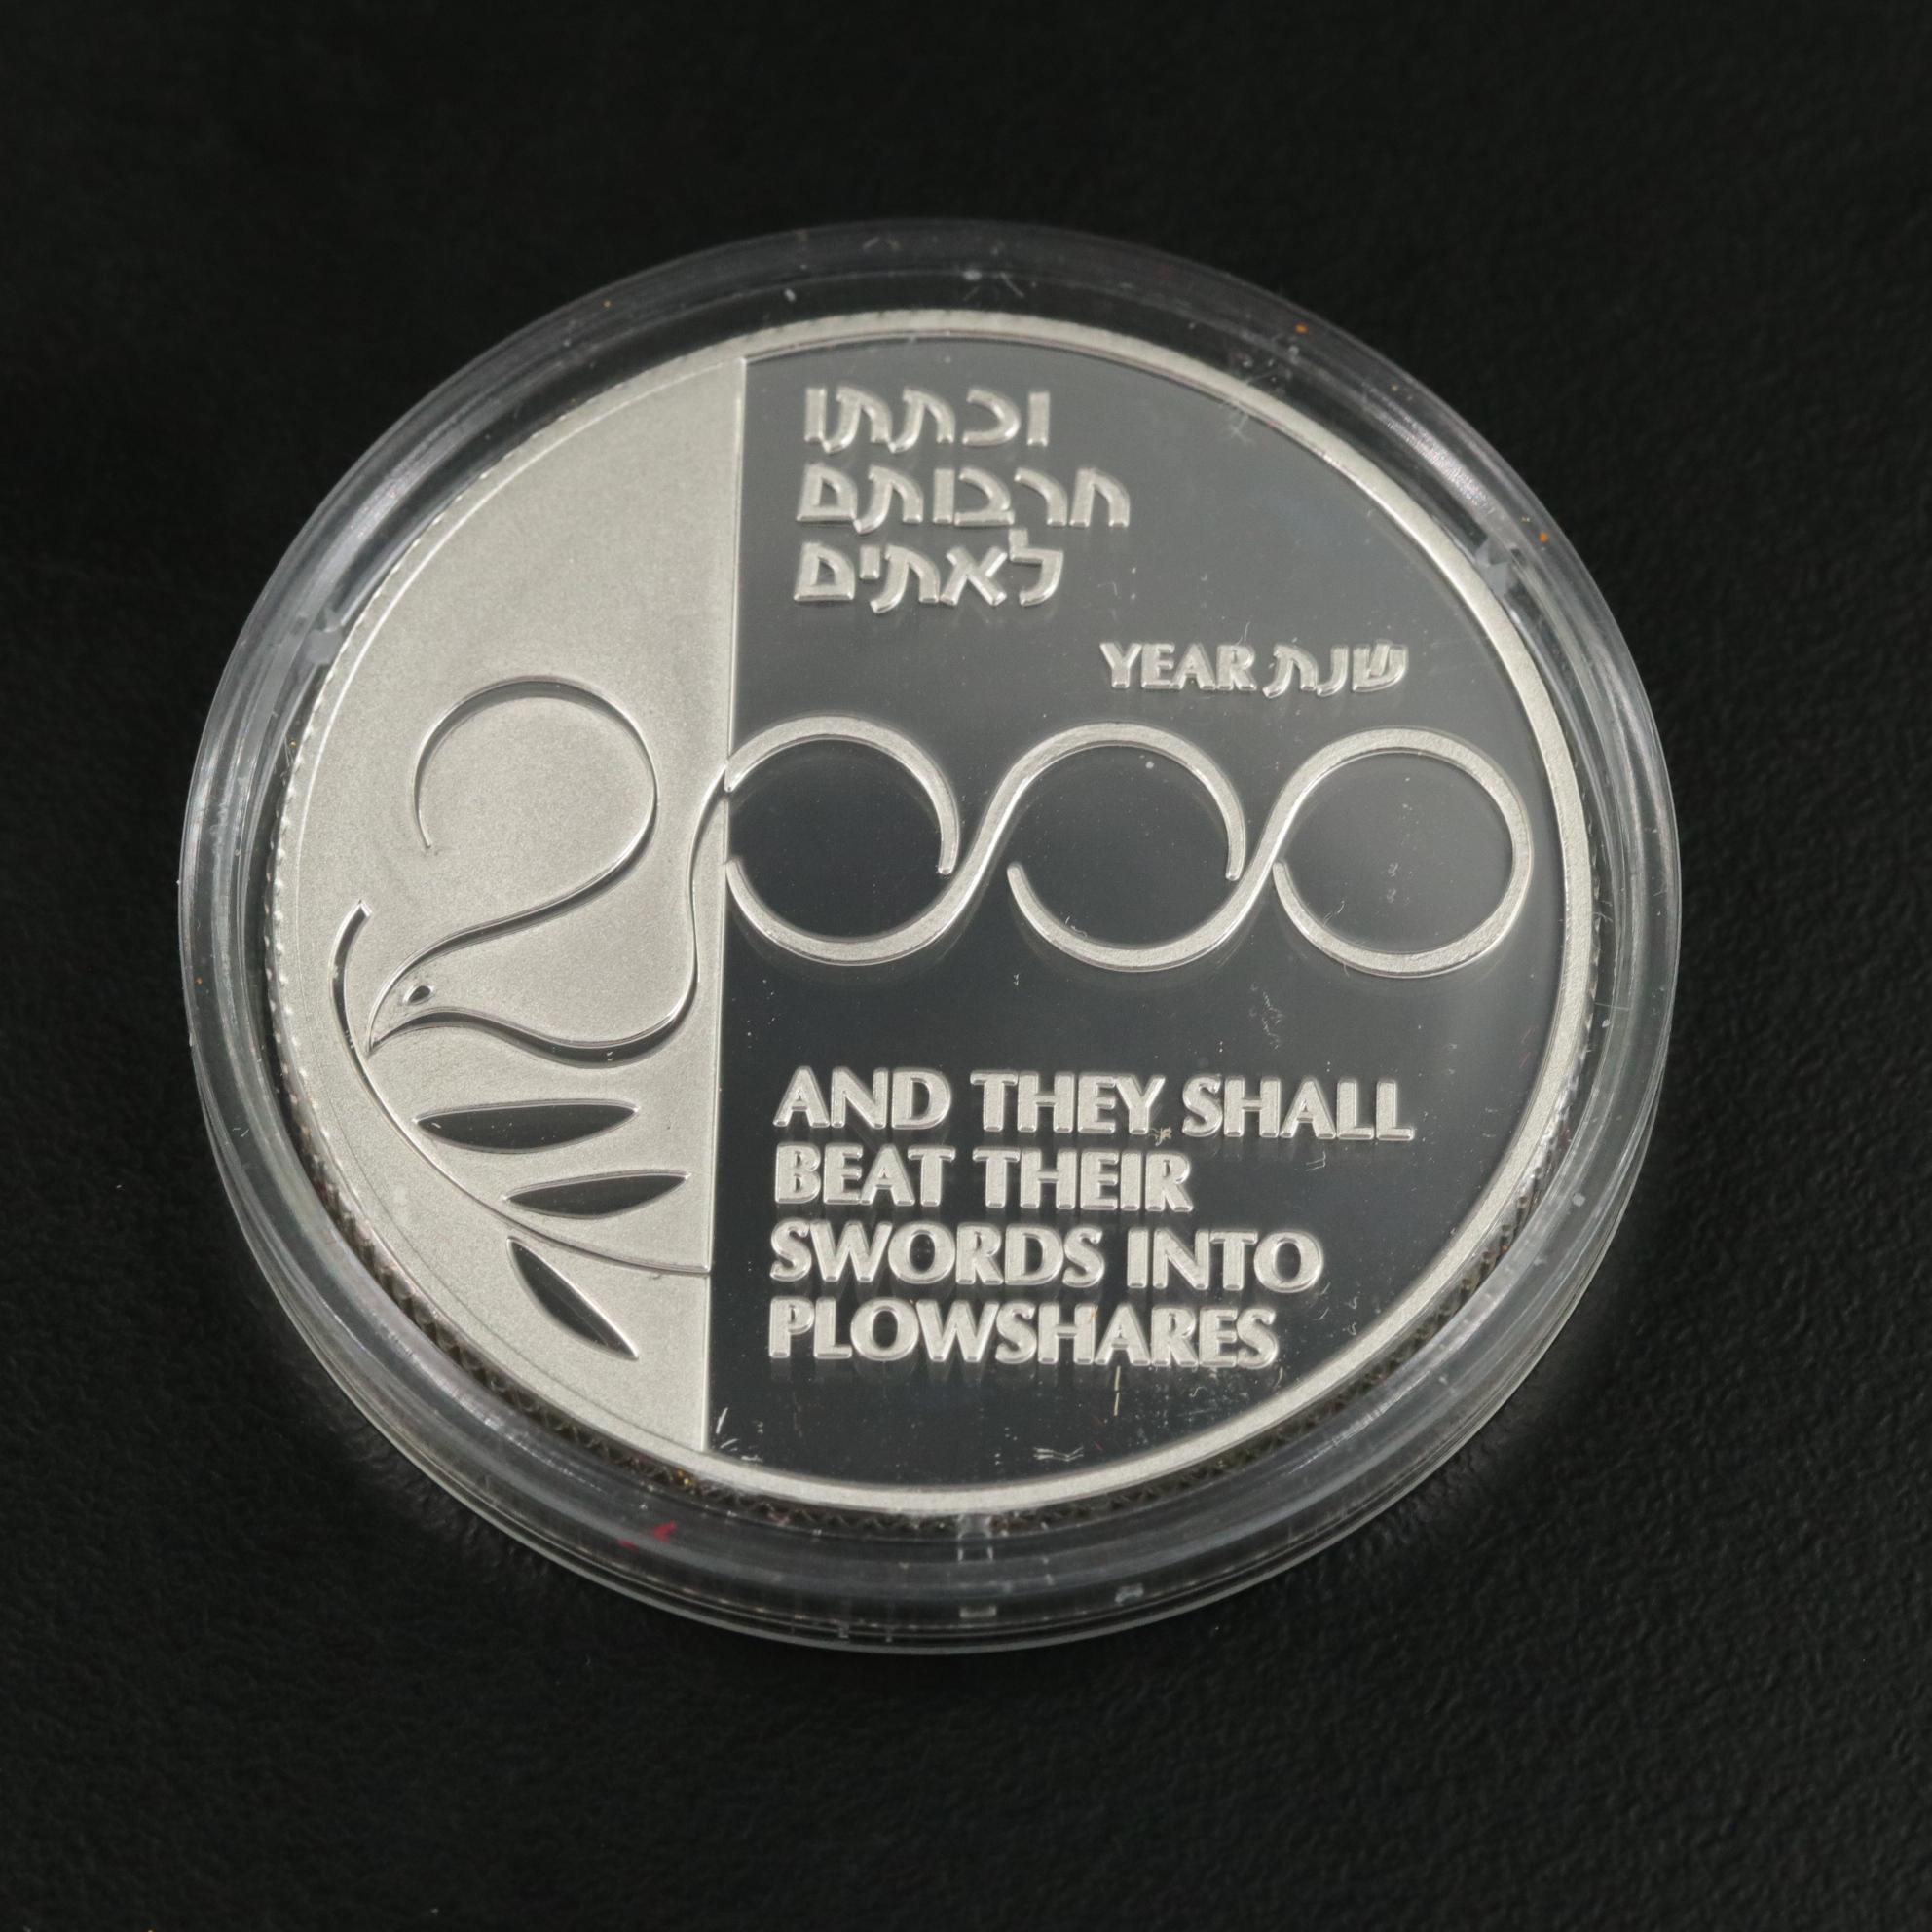 וכתתו
חרבותם
לאתים
YEAR שנת
2000
AND THEY SHALL
BEAT THEIR
SWORDS INTO
PLOWSHARES